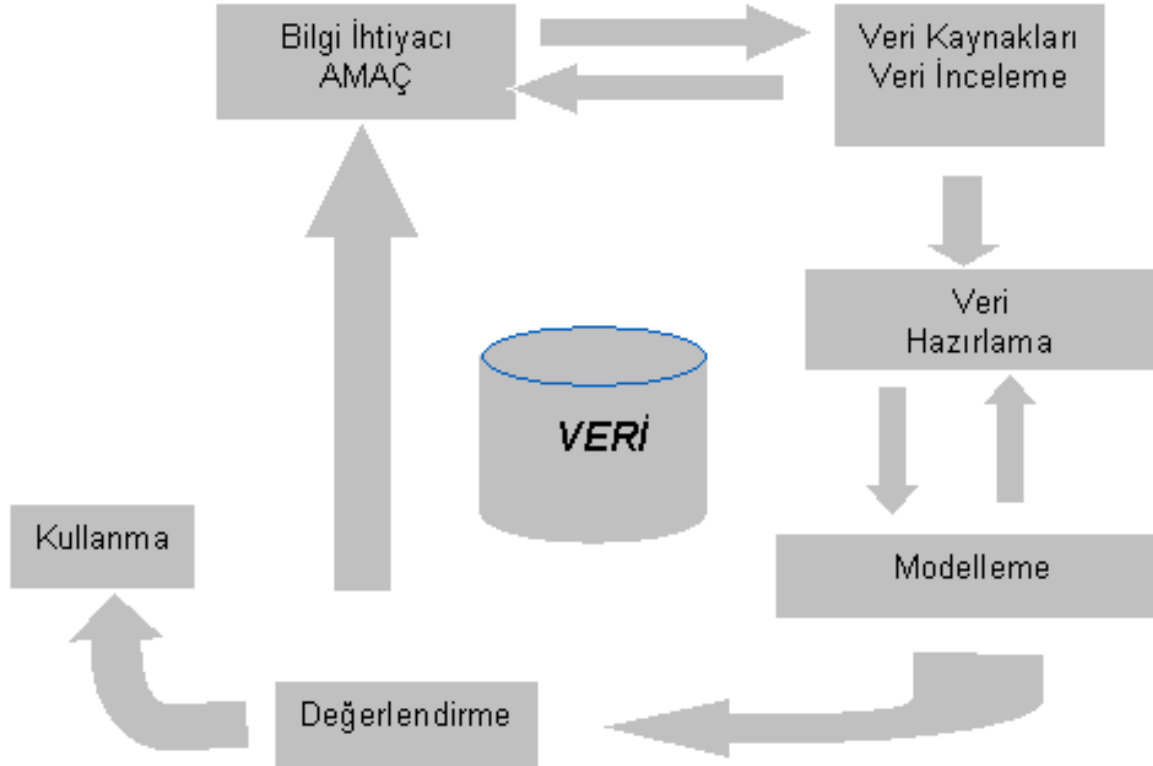 Bilgi İhtiyacı
AMAÇ
Veri Kaynakları
Veri İnceleme
Veri
Hazırlama
VERİ
Kullanma
Modelleme
Değerlendirme